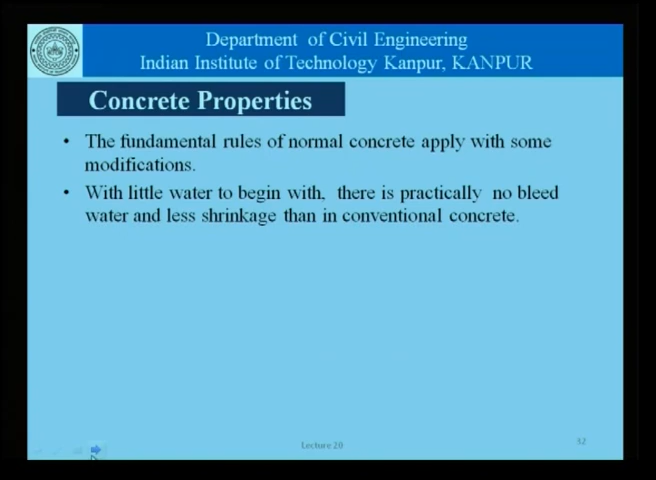 Department of Civil Engineering
Indian Institute of Technology Kanpur, KANPUR
Concrete Properties
• The fundamental rules of normal concrete apply with some
modifications.
• With little water to begin with, there is practically no bleed
water and less shrinkage than in conventional concrete.
Lecture 20
32